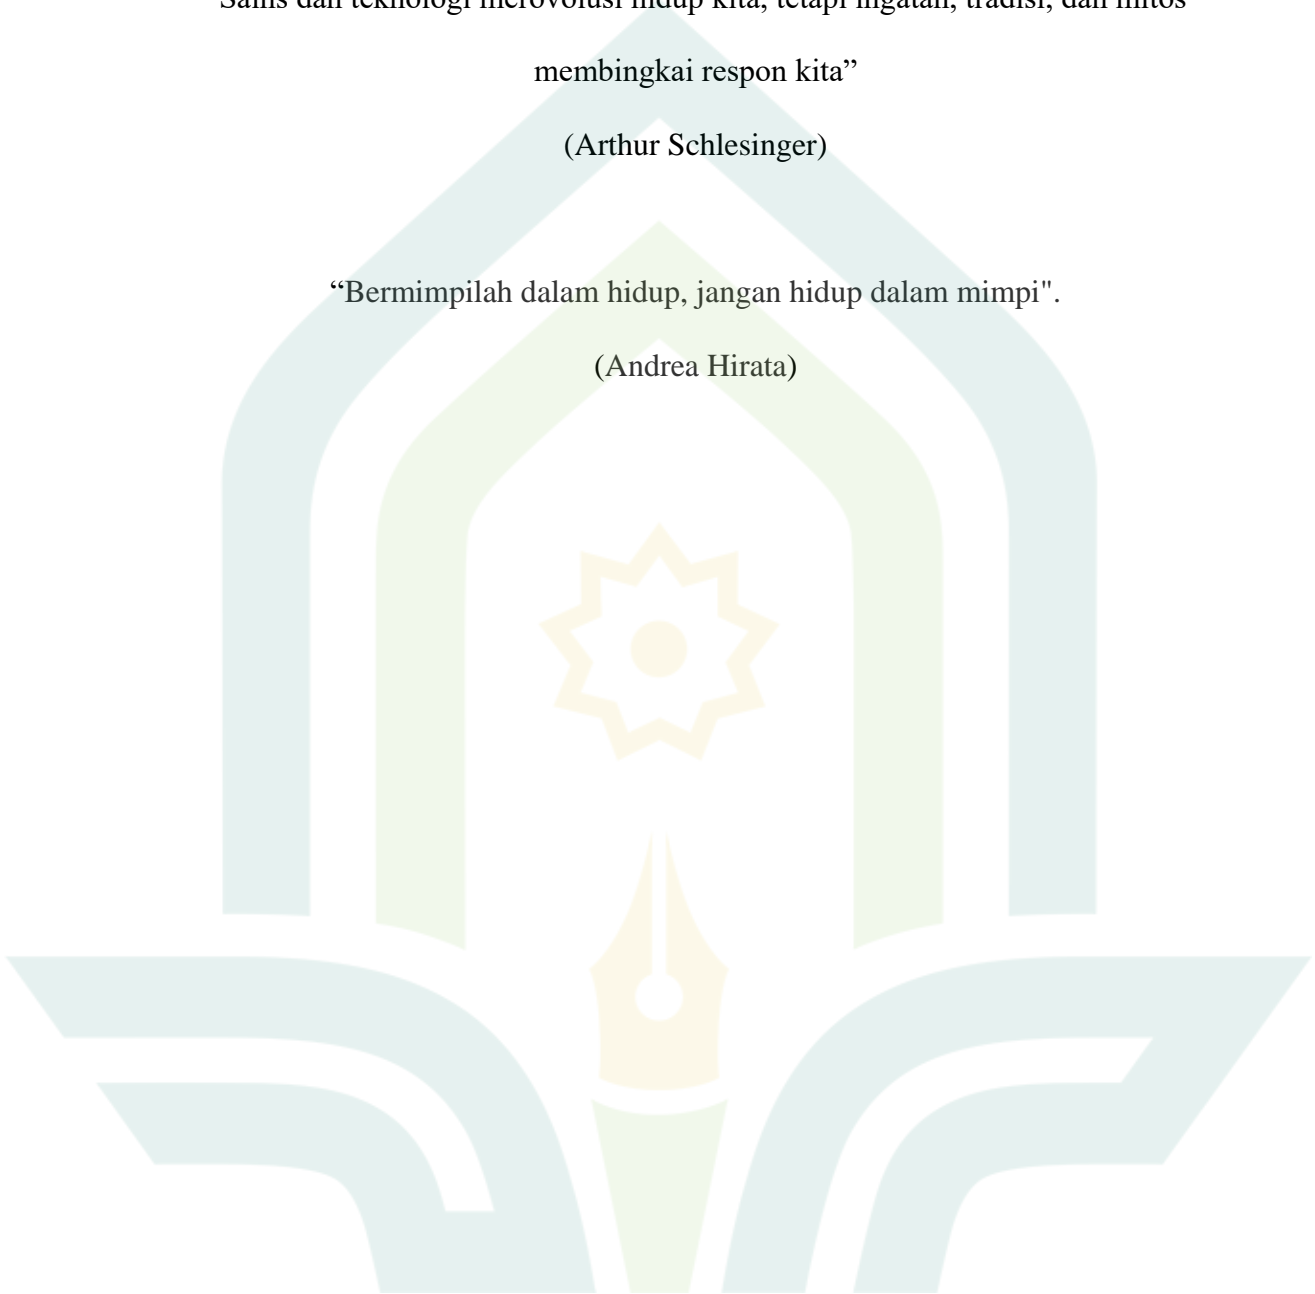 “Sains dan teknologi merovolusi hidup kita, tetapi ingatan, tradisi, dan mitos
membingkai respon kita”
(Arthur Schlesinger)
“Bermimpilah dalam hidup, jangan hidup dalam mimpi".
(Andrea Hirata)